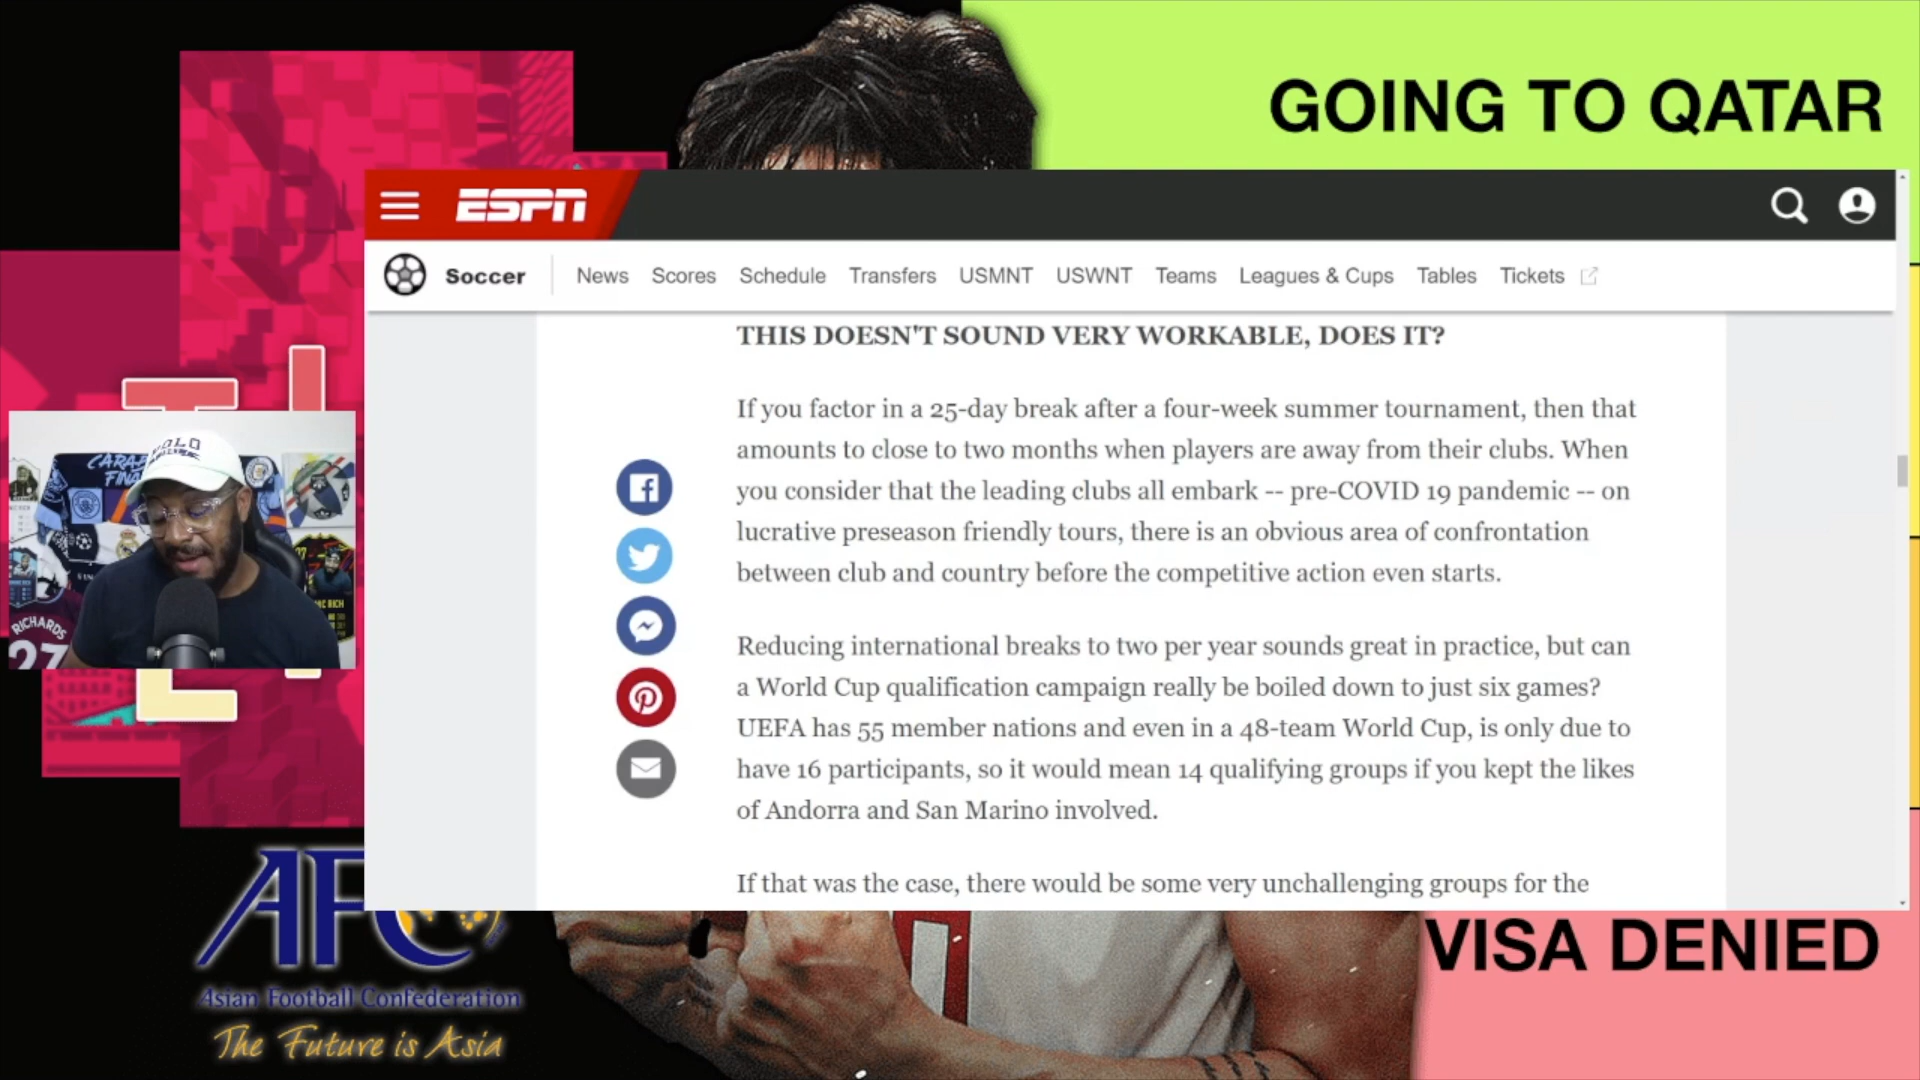 GOING TO QATAR
ESPN
Soccer
News Scores Schedule Transfers USMNT USWNT Teams Leagues & Cups Tables Tickets
THIS DOESN'T SOUND VERY WORKABLE, DOES IT?
If you factor in a 25-day break after a four-week summer tournament, then that
amounts to close to two months when players are away from their clubs. When
you consider that the leading clubs all embark -- pre-COVID 19 pandemic -- on
lucrative preseason friendly tours, there is an obvious area of confrontation
between club and country before the competitive action even starts.
Reducing international breaks to two per year sounds great in practice, but can
a World Cup qualification campaign really be boiled down to just six games?
UEFA has 55 member nations and even in a 48-team World Cup, is only due to
have 16 participants, so it would mean 14 qualifying groups if you kept the likes
of Andorra and San Marino involved.
If that was the case, there would be some very unchallenging groups for the
RICHARDS
27
AFC
Asian Football Confederation
The Future is Asia
VISA DENIED